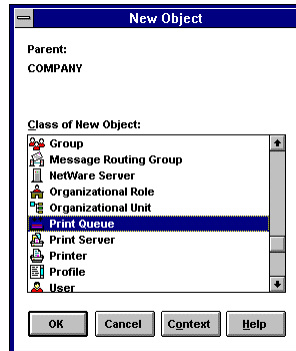 New Object
Parent:
COMPANY
Class of New Object:
Group
Message Routing Group
NetWare Server
Organizational Role
Organizational Unit
Print Queue
Print Server
Printer
Profile
User
OK
Cancel
Context
Help